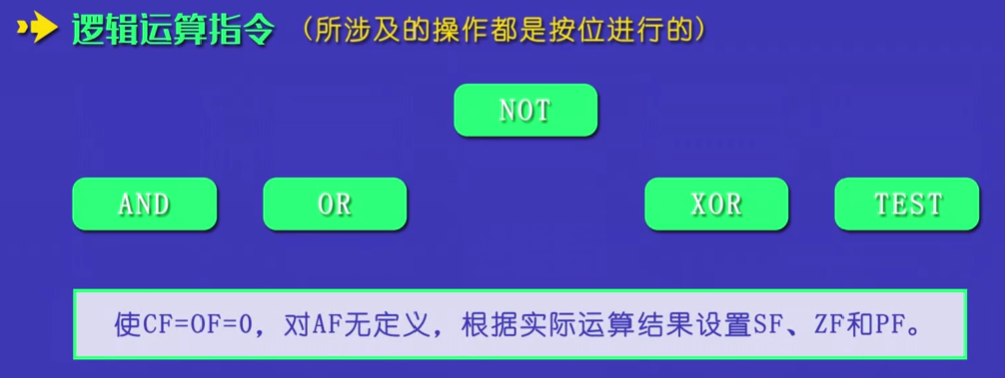 逻辑运算指令 （所涉及的操作都是按位进行的）
NOT
AND OR XOR TEST
使CF=OF=0，对AF无定义，根据实际运算结果设置SF、ZF和PF。